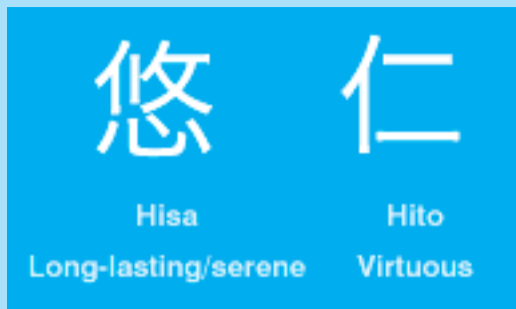 悠 仁
Hisa Hito
Long-lasting/serene Virtuous